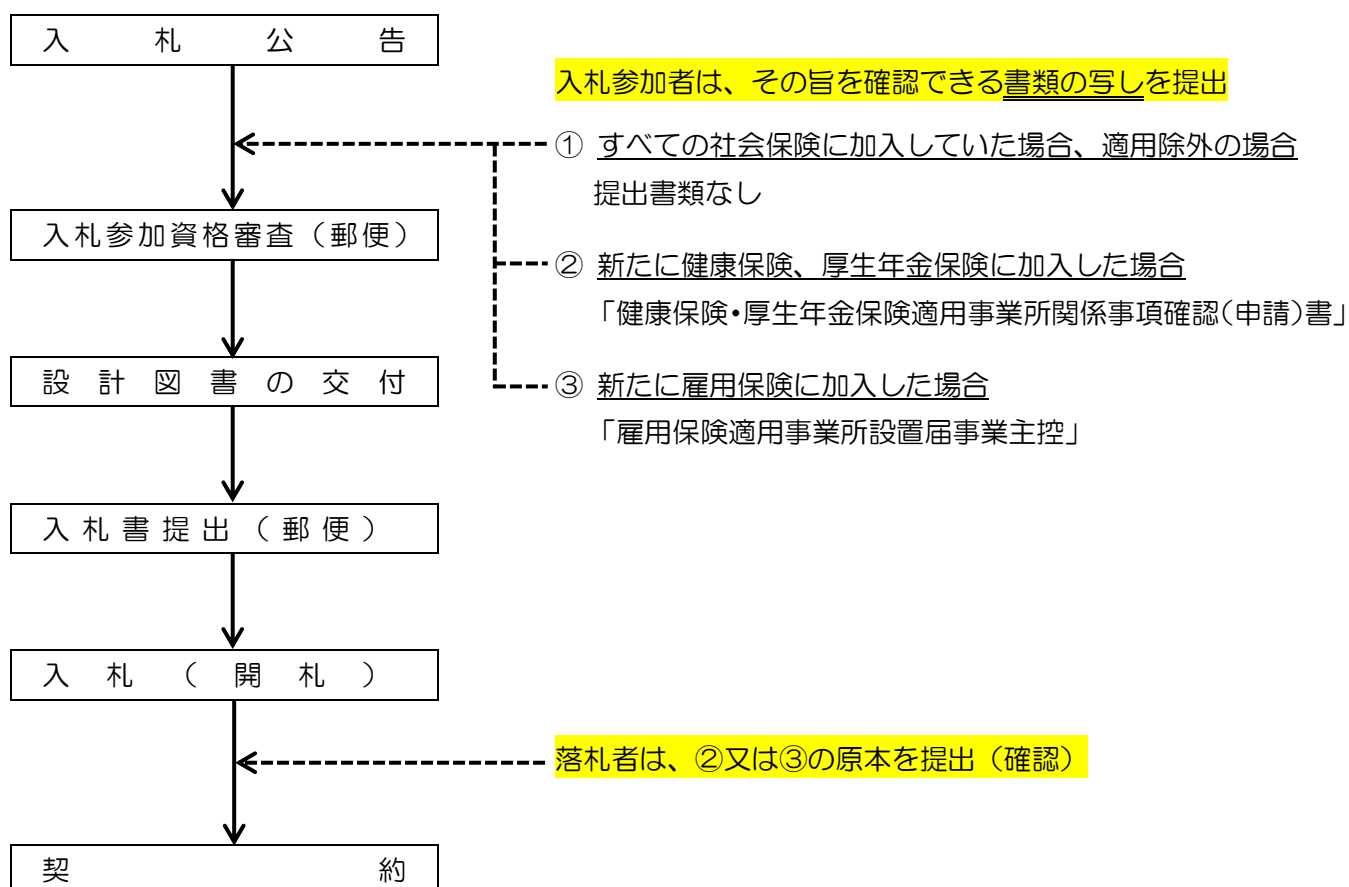 入札公告
入札参加者は、その旨を確認できる書類の写しを提出
① すべての社会保険に加入していた場合、適用除外の場合
提出書類なし
入札参加資格審査（郵便）
② 新たに健康保険、厚生年金保険に加入した場合
「健康保険・厚生年金保険適用事業所関係事項確認（申請）書」
設計図書の交付
③ 新たに雇用保険に加入した場合
「雇用保険適用事業所設置届事業主控」
入札書提出（郵便）
入札（開札）
落札者は、②又は③の原本を提出（確認）
契約